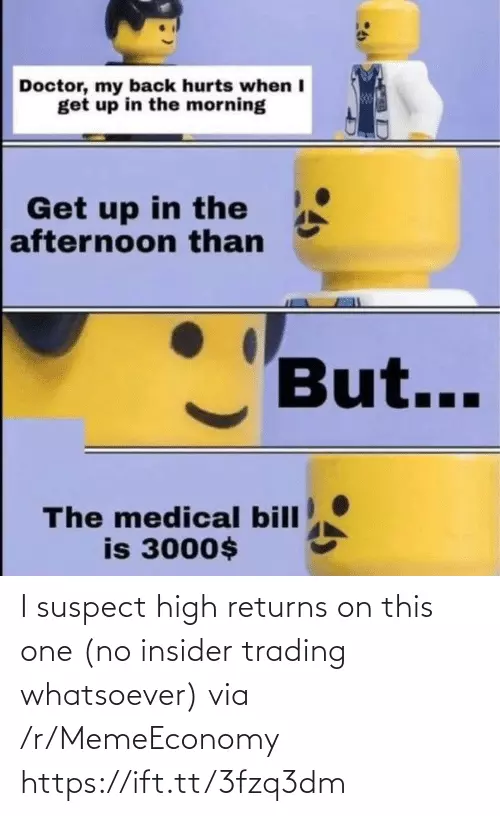 Doctor, my back hurts when I
get up in the morning
Get up in the
afternoon than
But...
The medical bill
is 3000$
I suspect high returns on this
one (no insider trading
whatsoever) via
/r/MemeEconomy
https://ift.tt/3fzq3dm